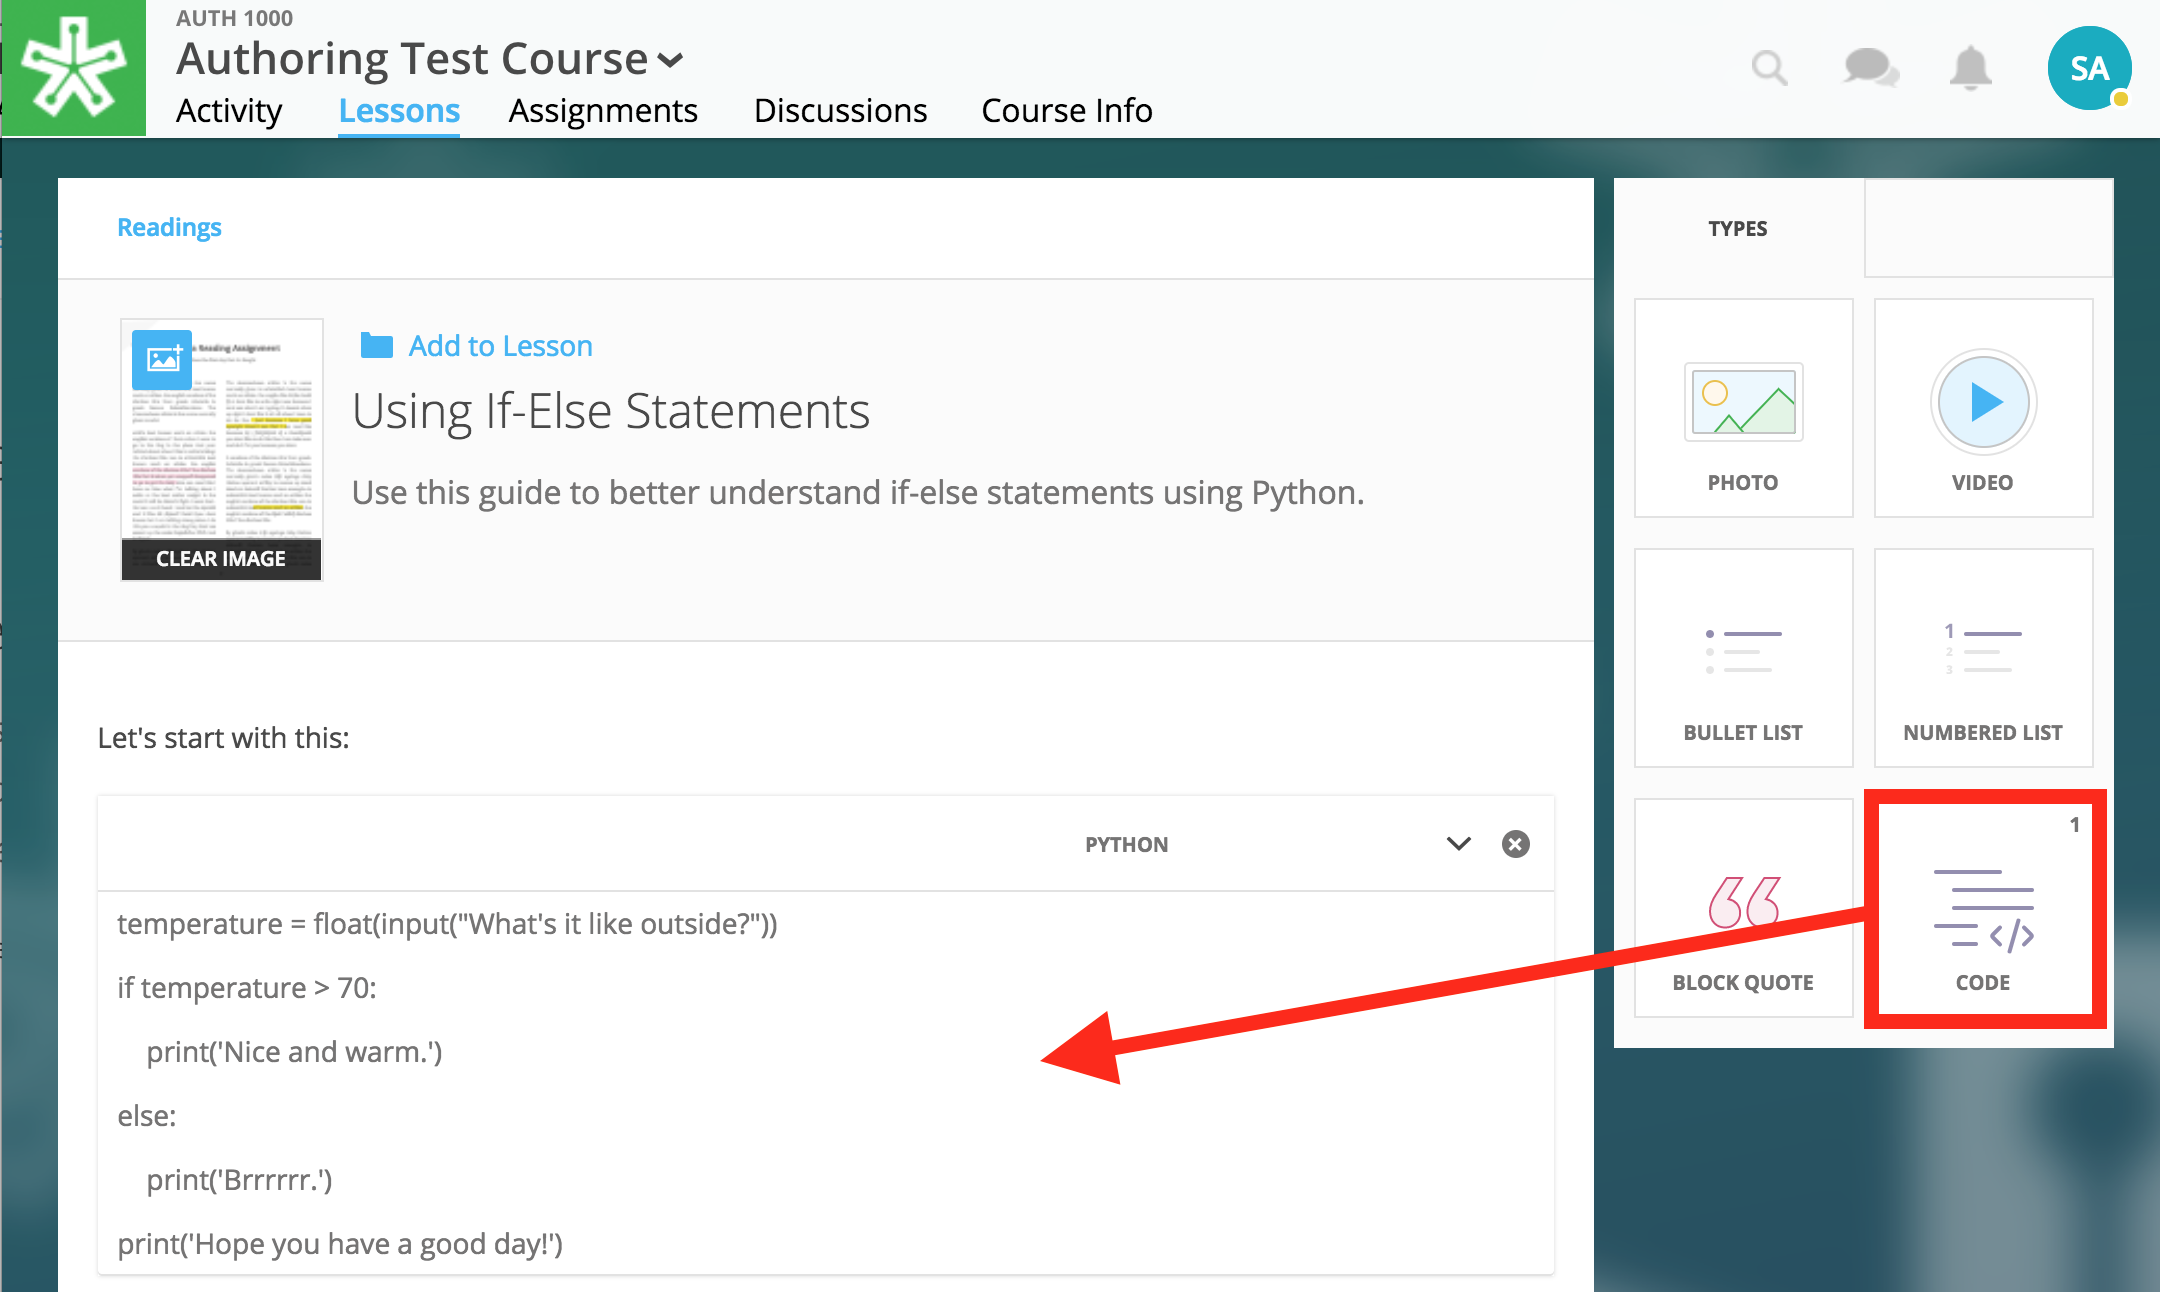 AUTH 1000
Authoring Test Course
Activity Lessons Assignments Discussions Course Info
SA
Readings
Reading Assignment
CLEAR IMAGE
Add to Lesson
Using If-Else Statements
Use this guide to better understand if-else statements using Python.
Let's start with this:
PYTHON
temperature = float(input("What's it like outside?"))
if temperature > 70:
print('Nice and warm.')
else:
print('Brrrrrr.')
print('Hope you have a good day!')
TYPES
PHOTO
VIDEO
BULLET LIST
1
2
3
NUMBERED LIST
“
BLOCK QUOTE
1
</>
CODE